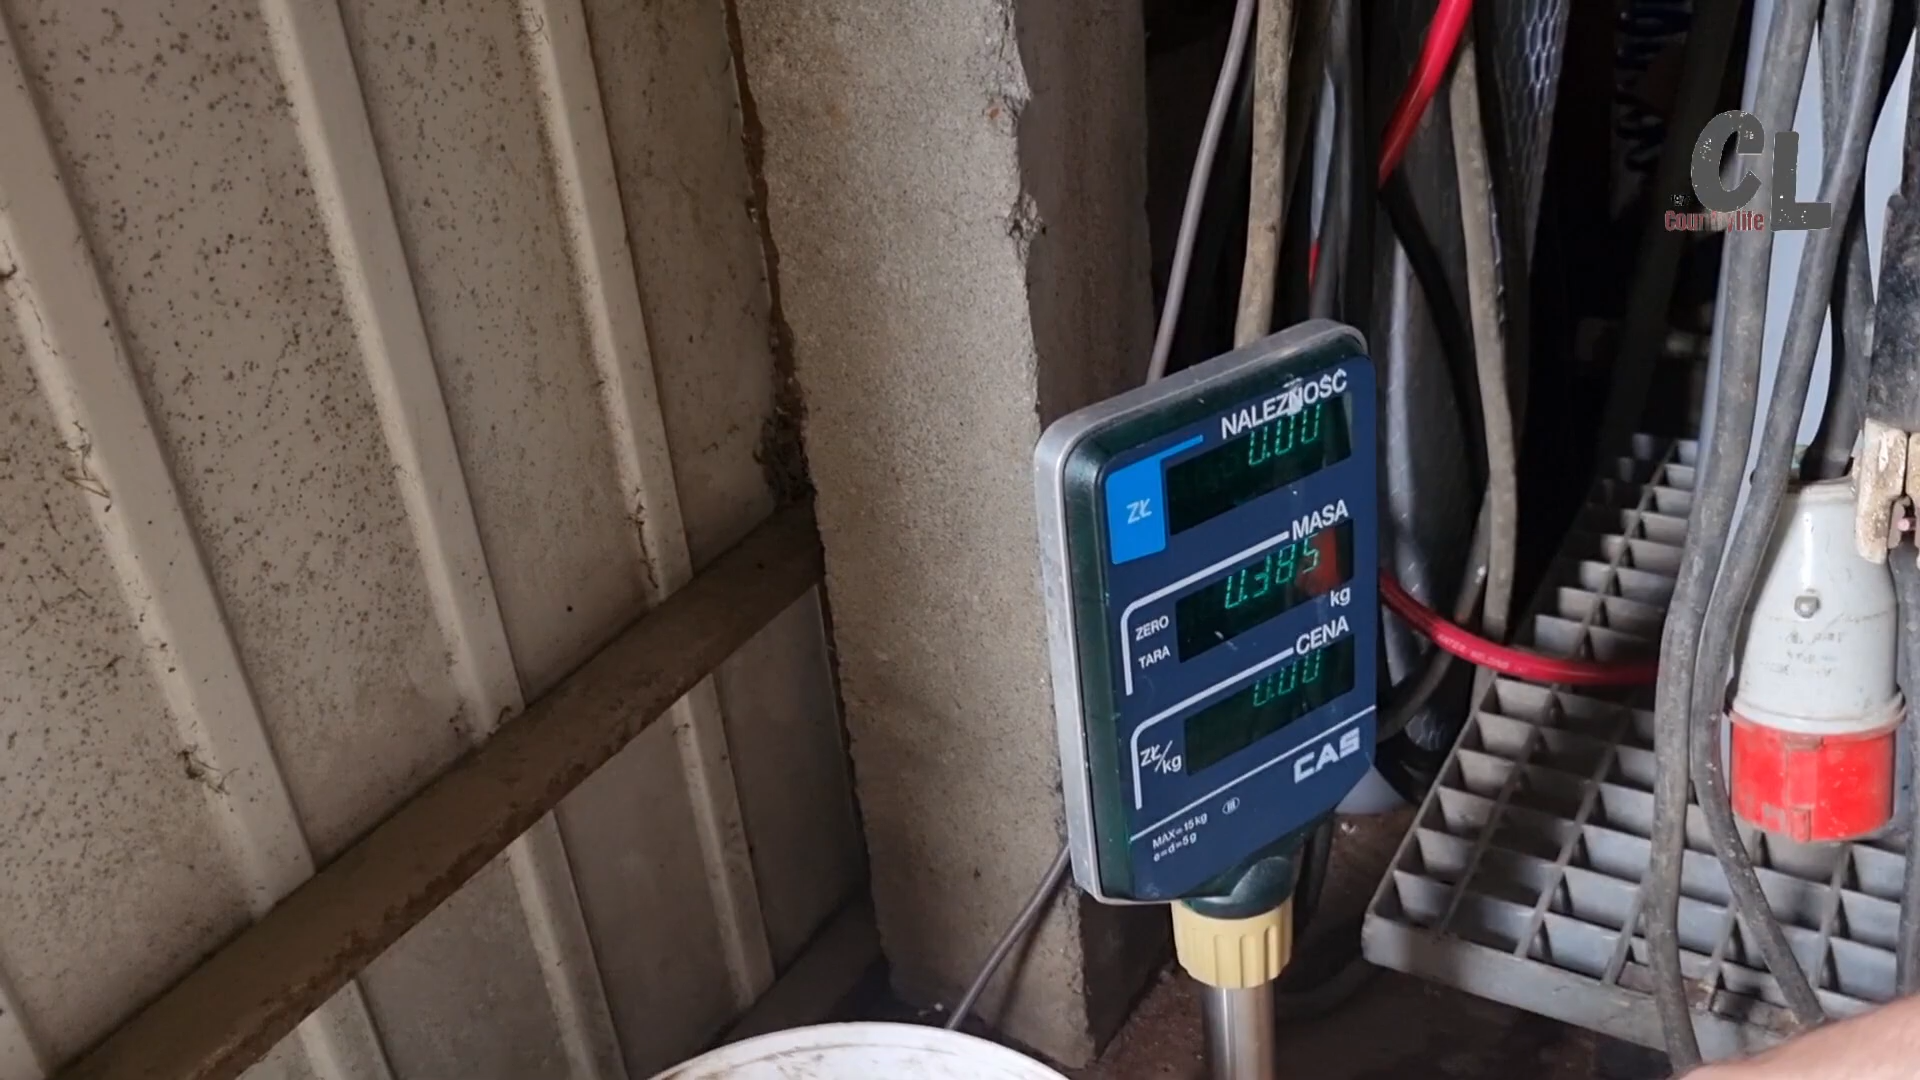 CL
Countrylife
NALEŻNOŚĆ
0.00
ZŁ
MASA
0.385
kg
ZERO
TARA
CENA
0.00
ZŁ/kg
CAS
MAX=15kg
e=d=5g